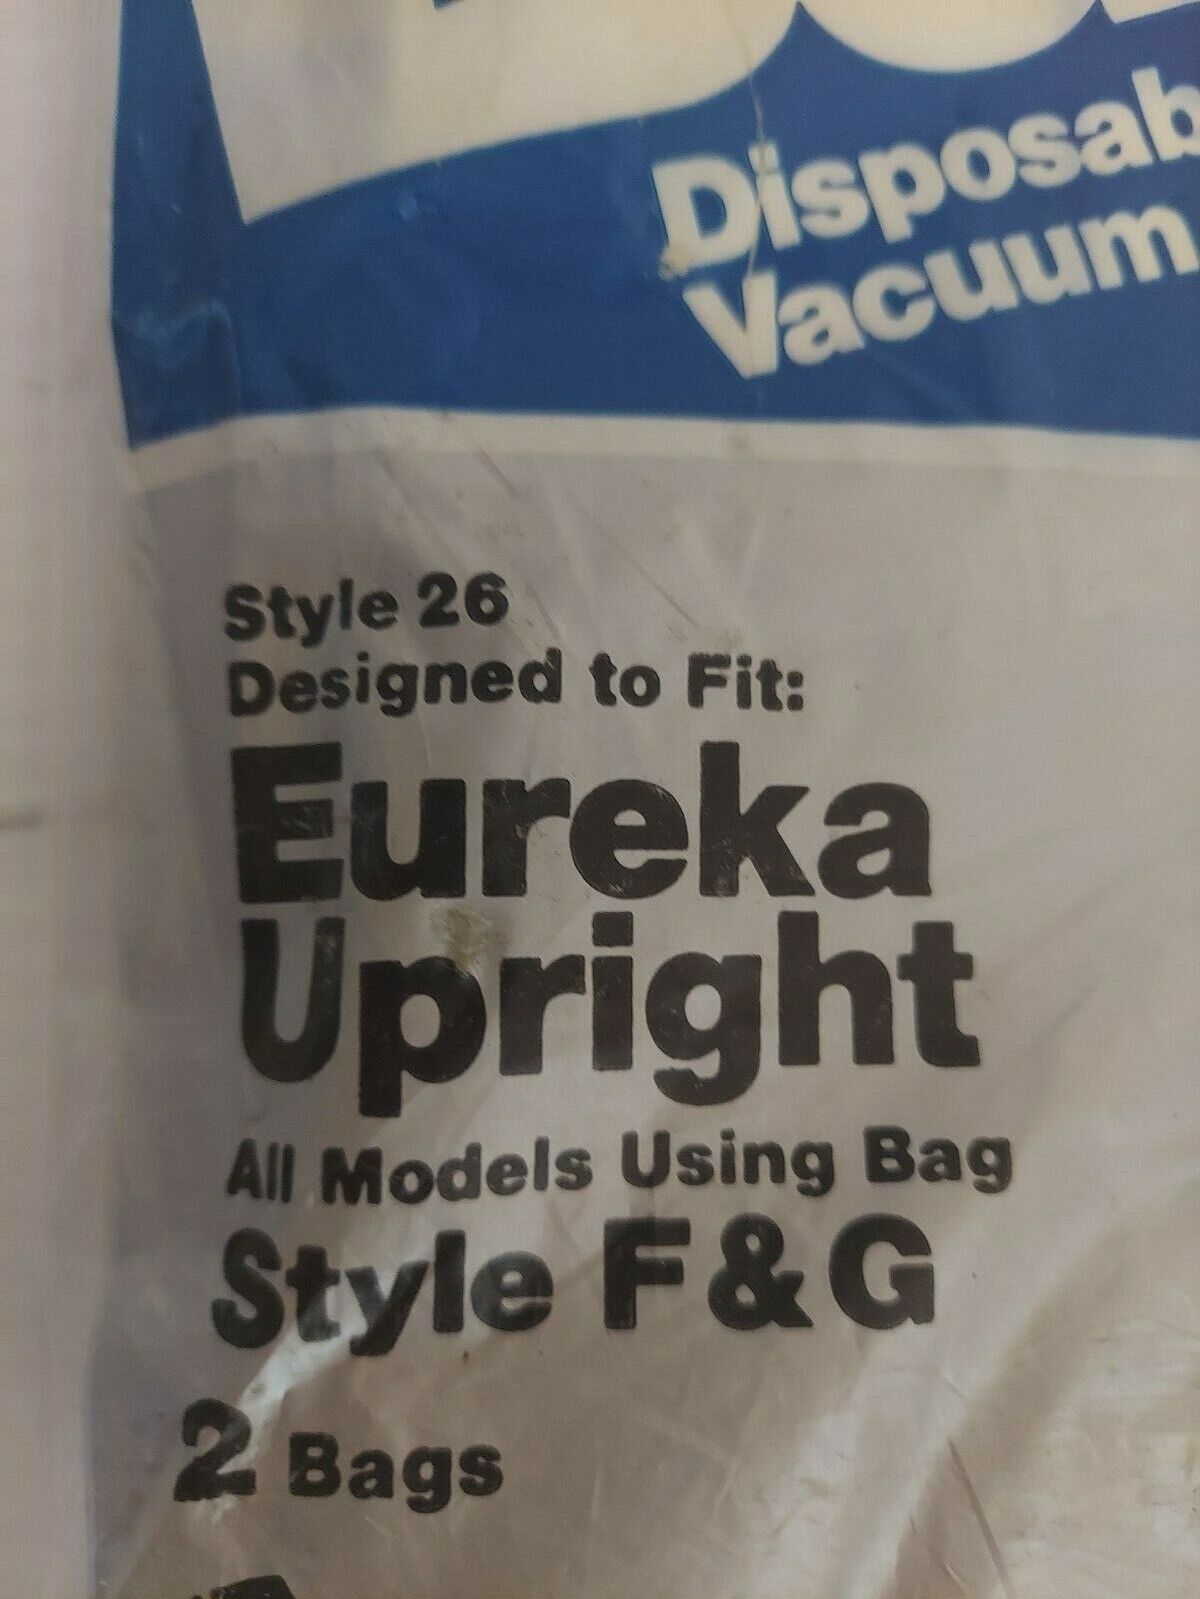 Disposab
Vacuum
Style 26
Designed to Fit:
Eureka
Upright
All Models Using Bag
Style F & G
2 Bags